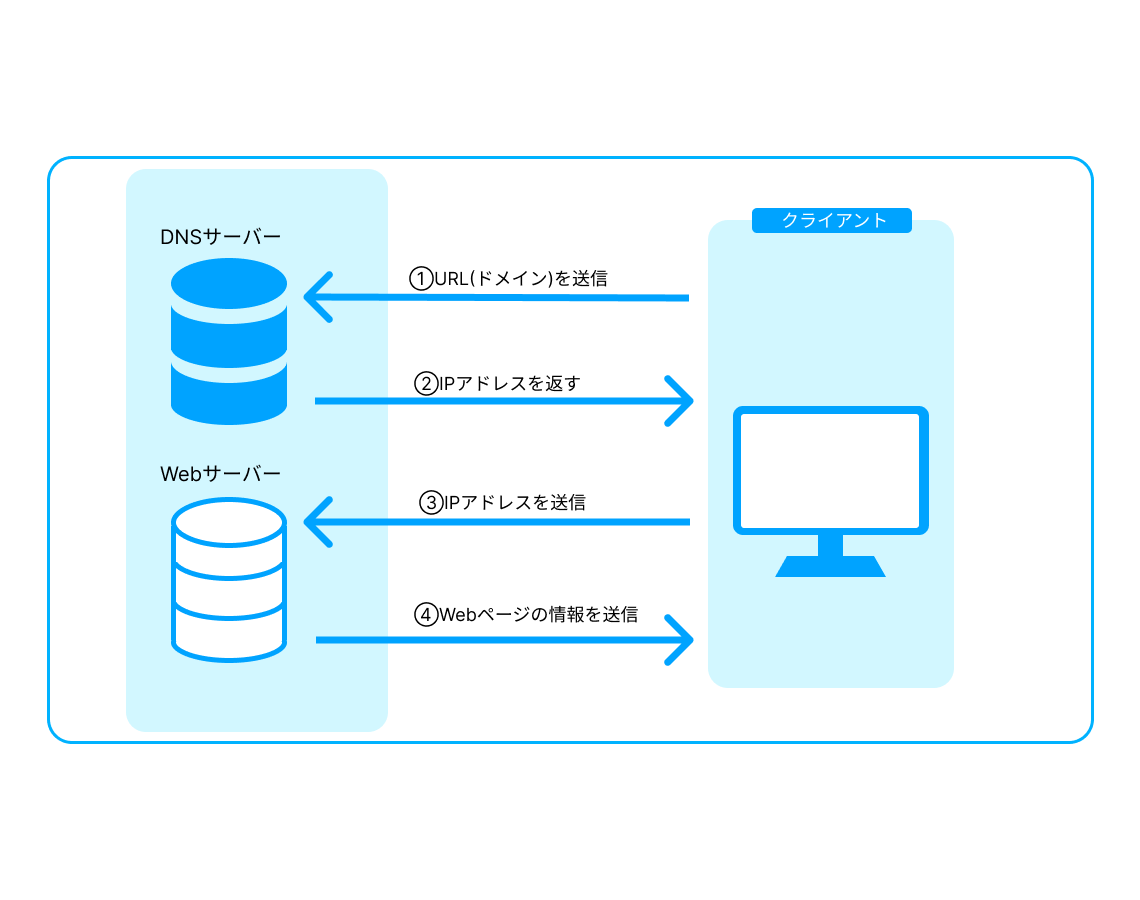 クライアント
DNSサーバー
①URL(ドメイン)を送信
②IPアドレスを返す
Webサーバー
③IPアドレスを送信
④Webページの情報を送信